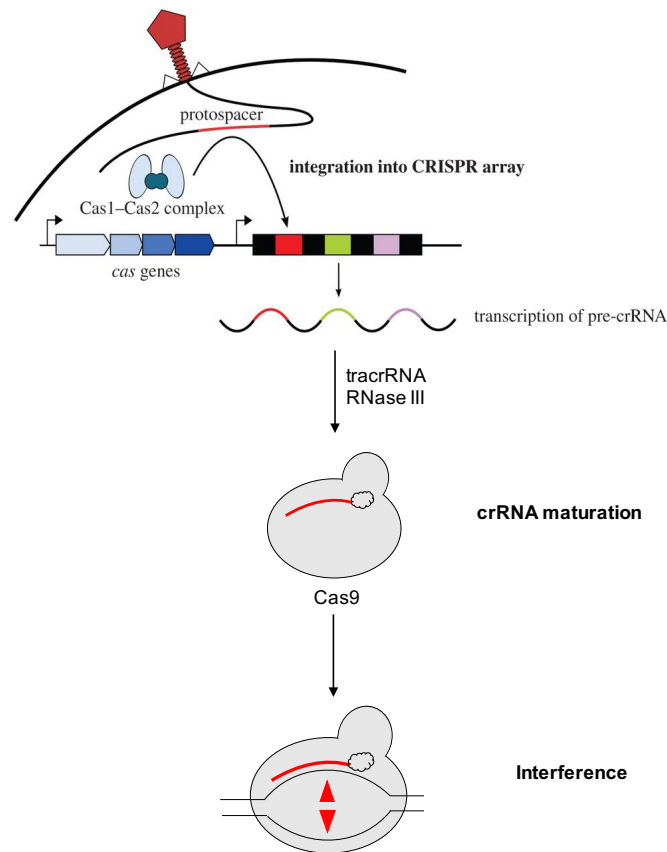 protospacer
integration into CRISPR array
Cas1–Cas2 complex
cas genes
transcription of pre-crRNA
tracrRNA
RNase III
crRNA maturation
Cas9
Interference